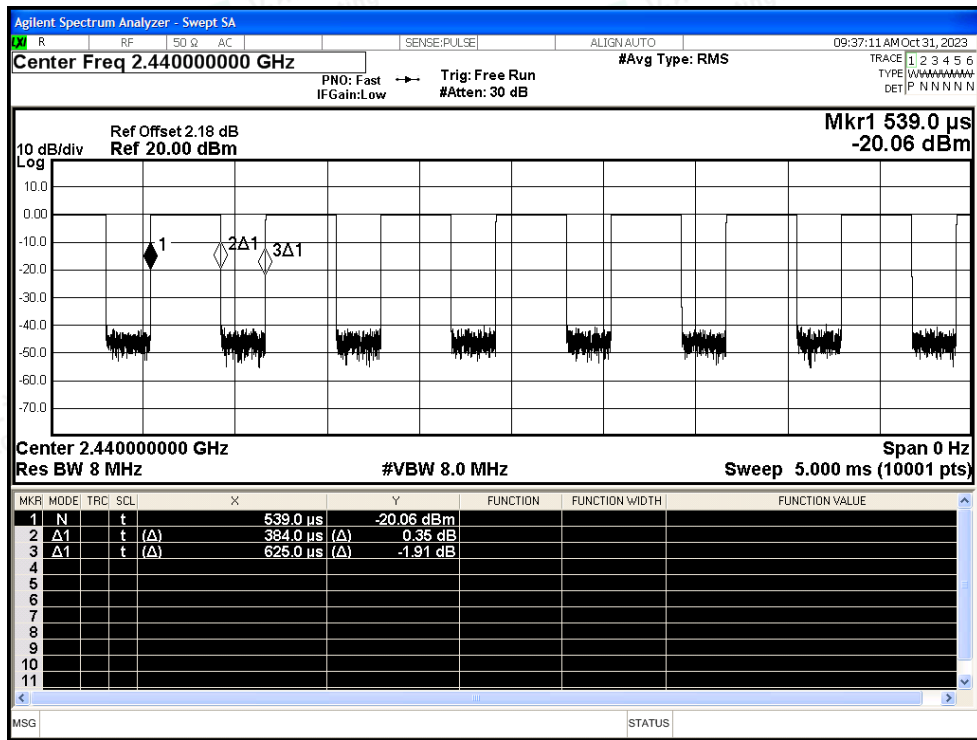 Agilent Spectrum Analyzer - Swept SA
LXI R RF 50 Ω AC SENSE:PULSE ALIGN AUTO 09:37:11 AM Oct 31, 2023
Center Freq 2.440000000 GHz #Avg Type: RMS TRACE 1 2 3 4 5 6
PNO: Fast Trig: Free Run TYPE WWWWWW
IFGain:Low #Atten: 30 dB DET P N N N N N
Mkr1 539.0 µs
Ref Offset 2.18 dB
10 dB/div Ref 20.00 dBm -20.06 dBm
Log
10.0
0.00
-10.0 1 2Δ1 3Δ1
-20.0
-30.0
-40.0
-50.0
-60.0
-70.0
Center 2.440000000 GHz Span 0 Hz
Res BW 8 MHz #VBW 8.0 MHz Sweep 5.000 ms (10001 pts)
MKR MODE TRC SCL X Y FUNCTION FUNCTION WIDTH FUNCTION VALUE
1 N t 539.0 µs -20.06 dBm
2 Δ1 t (Δ) 384.0 µs (Δ) 0.35 dB
3 Δ1 t (Δ) 625.0 µs (Δ) -1.91 dB
4
5
6
7
8
9
10
11
MSG STATUS